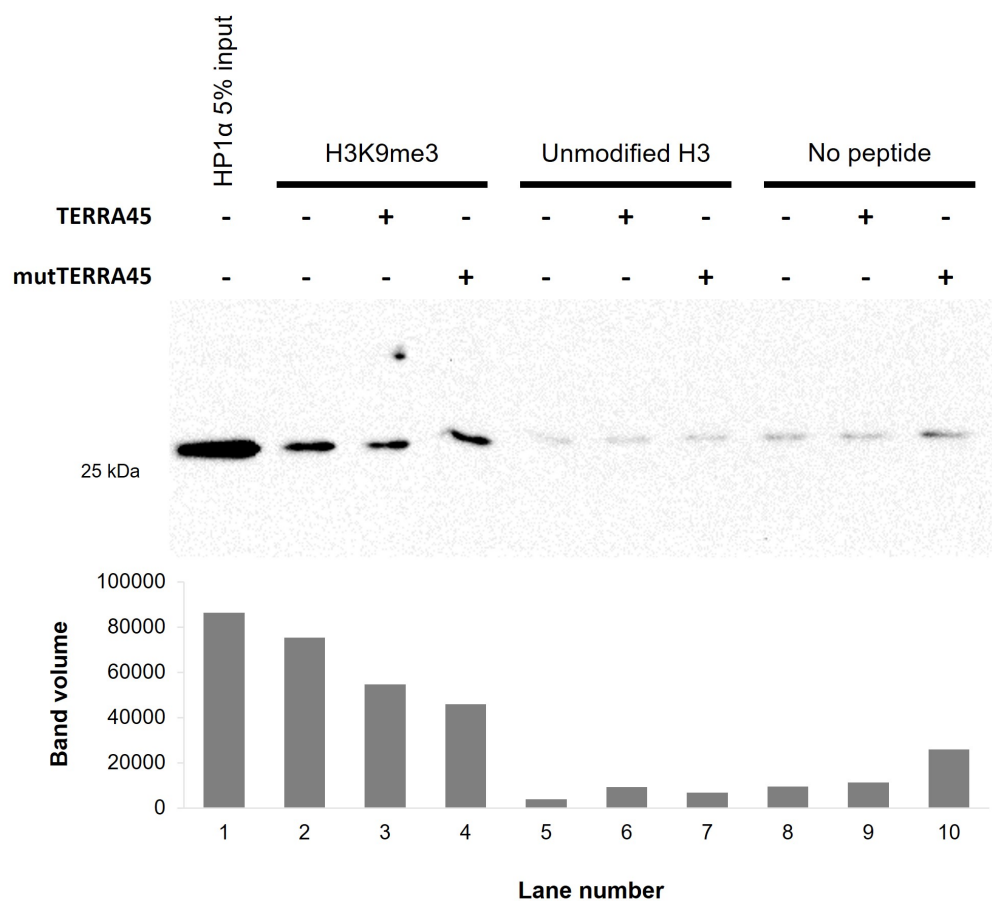 HP1α 5% input
H3K9me3 Unmodified H3 No peptide
TERRA45 - - + - - + - - + -
mutTERRA45 - - - + - - + - - +
25 kDa
100000
80000
60000
40000
20000
0
Band volume
1 2 3 4 5 6 7 8 9 10
Lane number